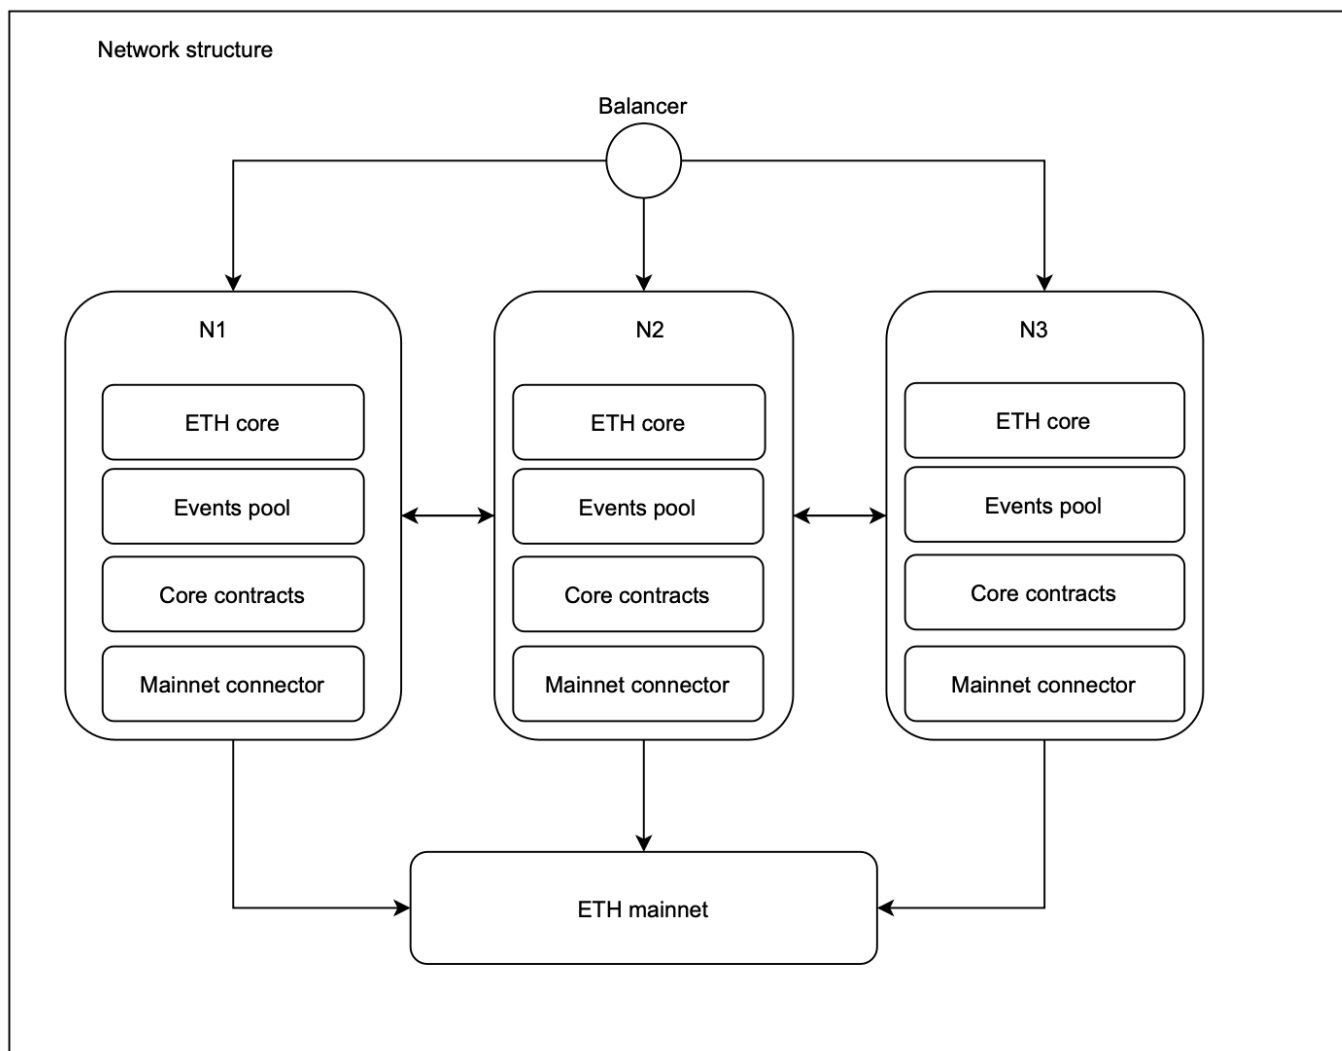 Network structure
Balancer
N1
ETH core
Events pool
Core contracts
Mainnet connector
N2
ETH core
Events pool
Core contracts
Mainnet connector
N3
ETH core
Events pool
Core contracts
Mainnet connector
ETH mainnet